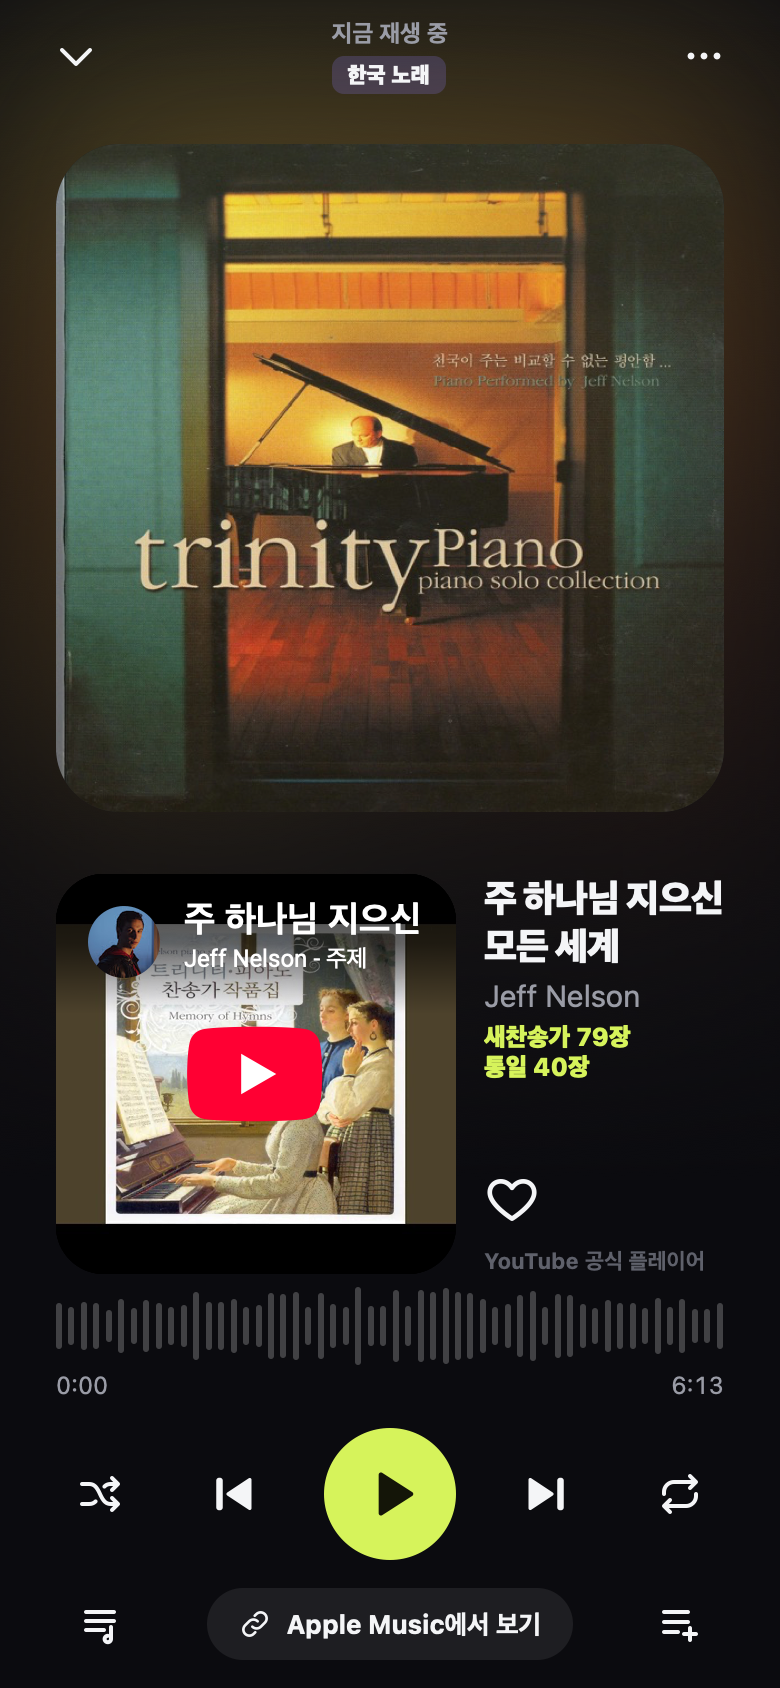 지금 재생 중
한국 노래
천국이 주는 비교할 수 없는 평안함...
Piano Performed by Jeff Nelson
trinity Piano
piano solo collection
주 하나님 지으신
Jeff Nelson - 주제
트리니티·피아노
찬송가 작품집
Memory of Hymns
주 하나님 지으신
모든 세계
Jeff Nelson
새찬송가 79장
통일 40장
YouTube 공식 플레이어
0:00
6:13
Apple Music에서 보기